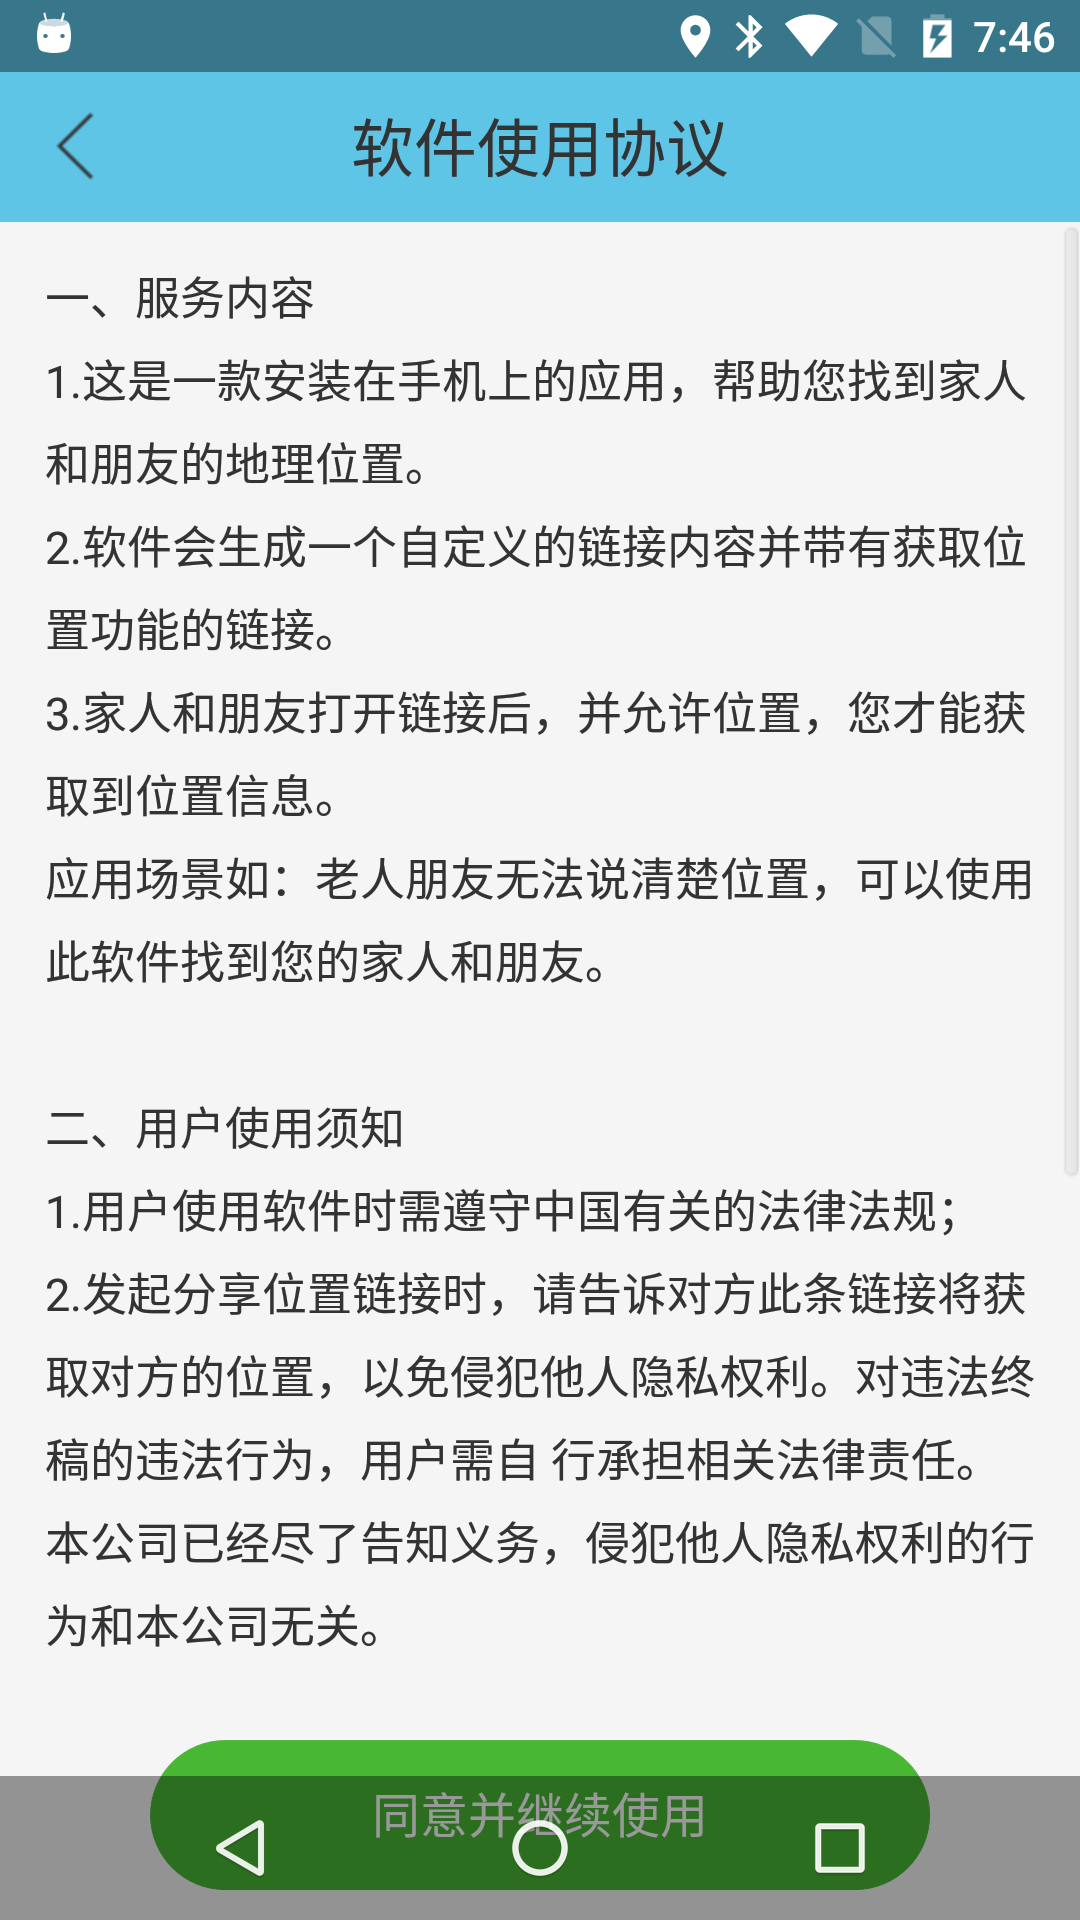 7:46
软件使用协议
一、服务内容
1.这是一款安装在手机上的应用，帮助您找到家人
和朋友的地理位置。
2.软件会生成一个自定义的链接内容并带有获取位
置功能的链接。
3.家人和朋友打开链接后，并允许位置，您才能获
取到位置信息。
应用场景如：老人朋友无法说清楚位置，可以使用
此软件找到您的家人和朋友。
二、用户使用须知
1.用户使用软件时需遵守中国有关的法律法规；
2.发起分享位置链接时，请告诉对方此条链接将获
取对方的位置，以免侵犯他人隐私权利。对违法终
稿的违法行为，用户需自 行承担相关法律责任。
本公司已经尽了告知义务，侵犯他人隐私权利的行
为和本公司无关。
同意并继续使用